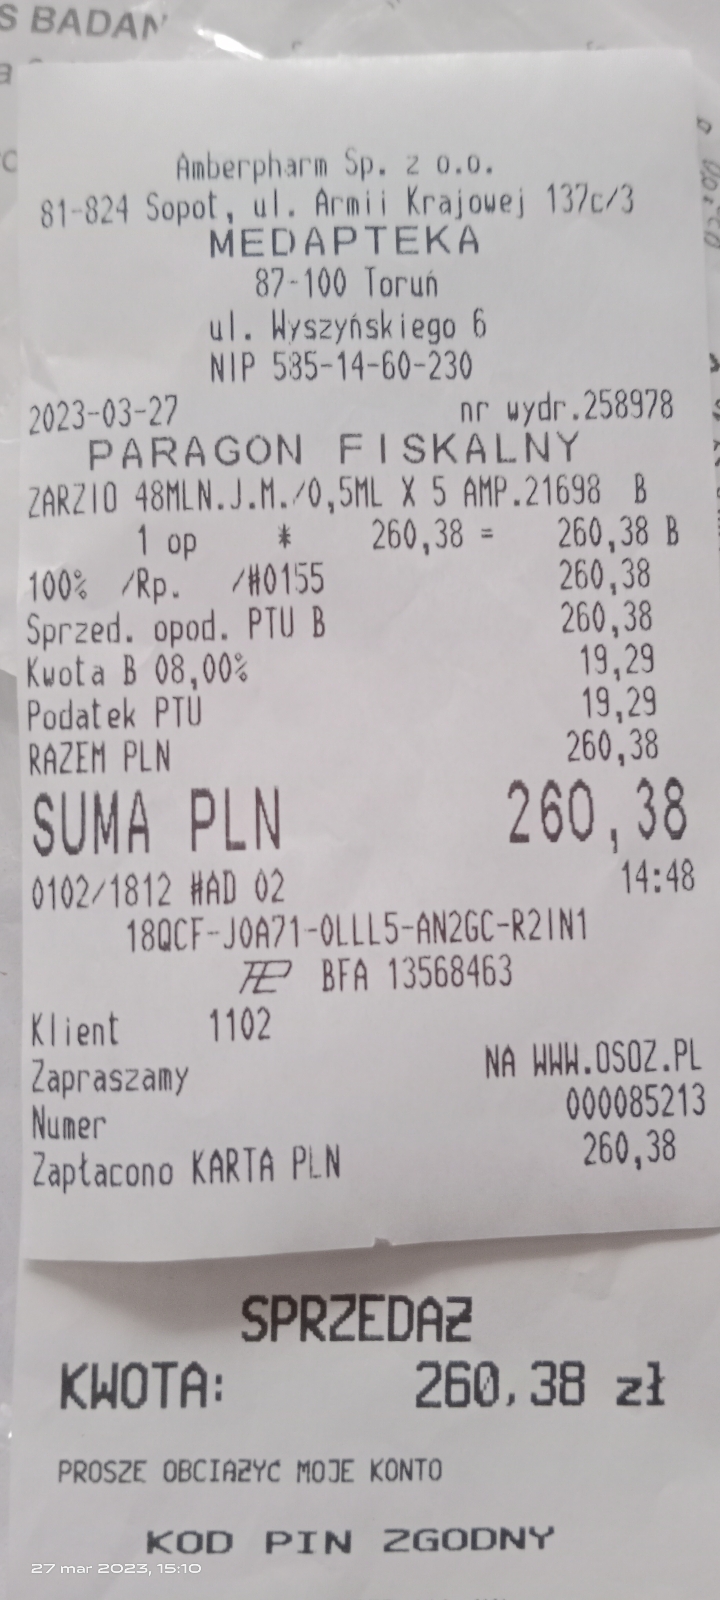 S BADAN
Amberpharm Sp. z o.o.
81-824 Sopot, ul. Armii Krajowej 137c/3
MEDAPTEKA
87-100 Toruń
ul. Wyszyńskiego 6
NIP 585-14-60-230
2023-03-27 nr wydr.258978
PARAGON FISKALNY
ZARZIO 48MLN.J.M./0,5ML X 5 AMP.21698 B
1 op * 260,38 = 260,38 B
100% /Rp. /#0155 260,38
Sprzed. opod. PTU B 260,38
Kwota B 08,00% 19,29
Podatek PTU 19,29
RAZEM PLN 260,38
SUMA PLN 260,38
0102/1812 #AD 02 14:48
18QCF-JOA71-OLLL5-AN2GC-R2IN1
BFA 13568463
Klient 1102
Zapraszamy NA WWW.OSOZ.PL
Numer 000085213
Zapłacono KARTA PLN 260,38
SPRZEDAŻ
KWOTA: 260,38 zł
PROSZĘ OBCIĄŻYĆ MOJE KONTO
KOD PIN ZGODNY
27 mar 2023, 15:10